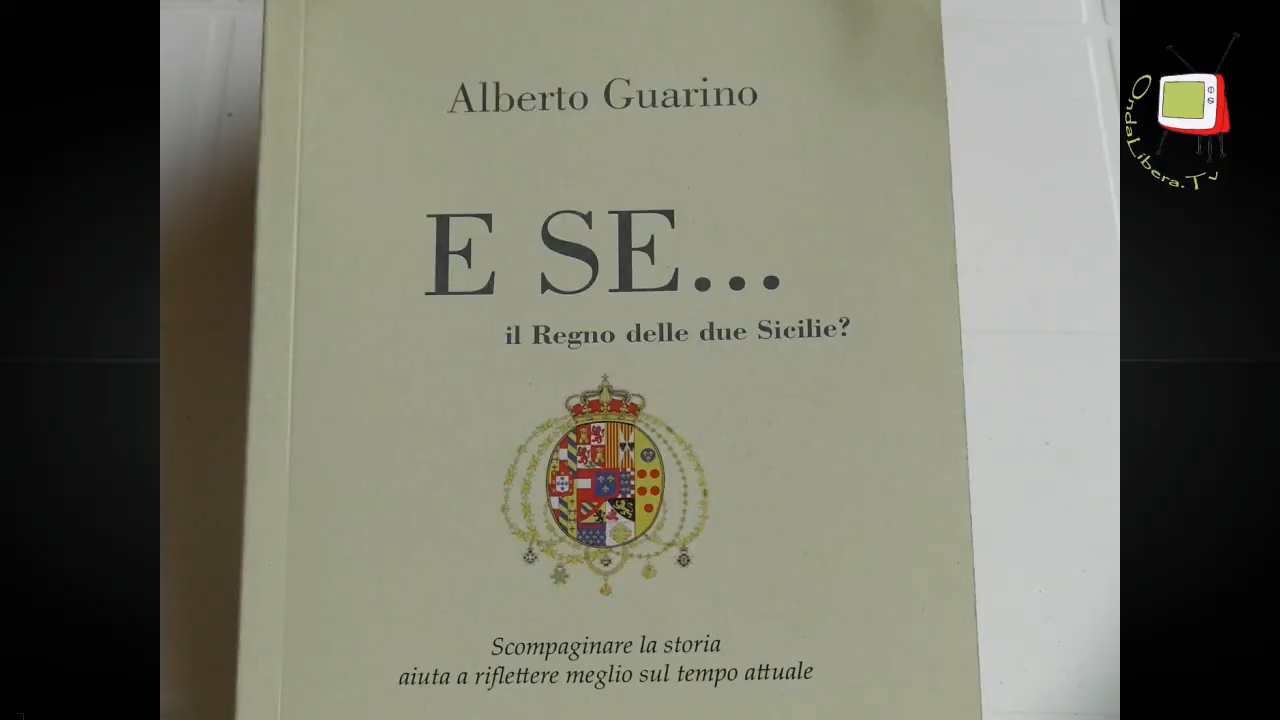 Alberto Guarino
E SE...
il Regno delle due Sicilie?
Scompaginare la storia
aiuta a riflettere meglio sul tempo attuale
OndaLibera.Tv